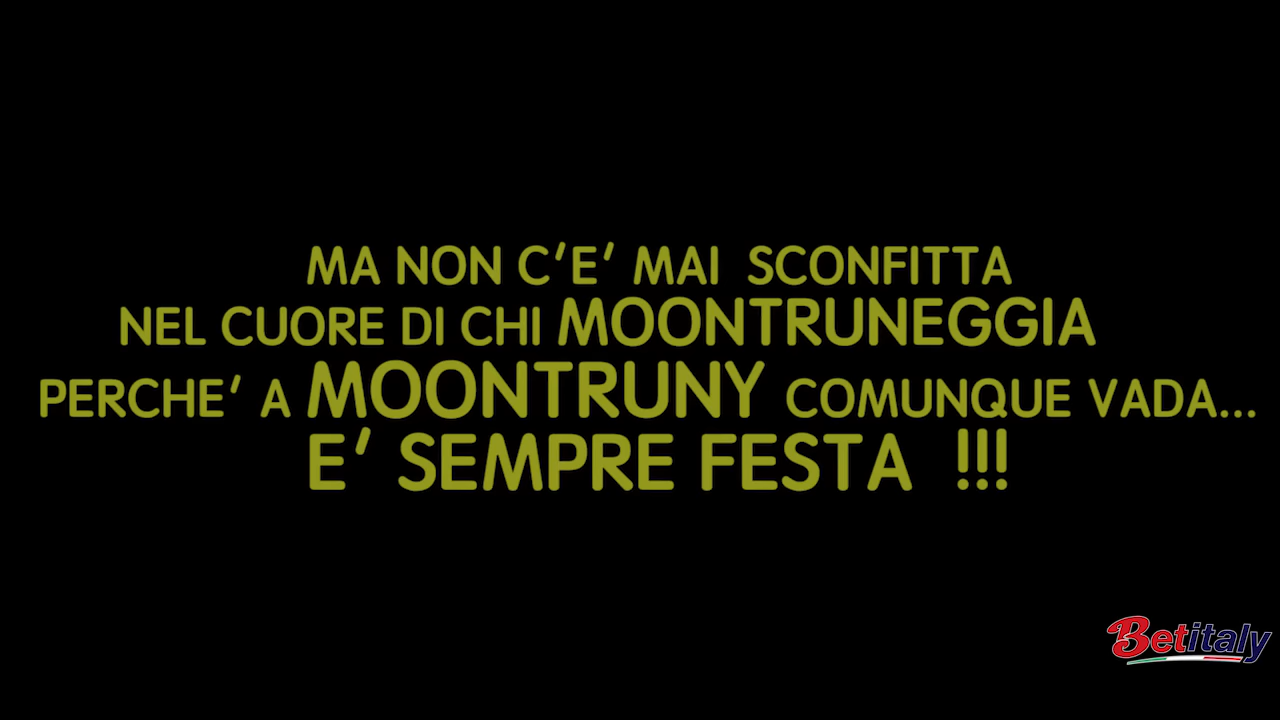 MA NON C'E' MAI SCONFITTA
NEL CUORE DI CHI MOONTRUNEGGIA
PERCHE' A MOONTRUNY COMUNQUE VADA...
E' SEMPRE FESTA !!!
Betitaly